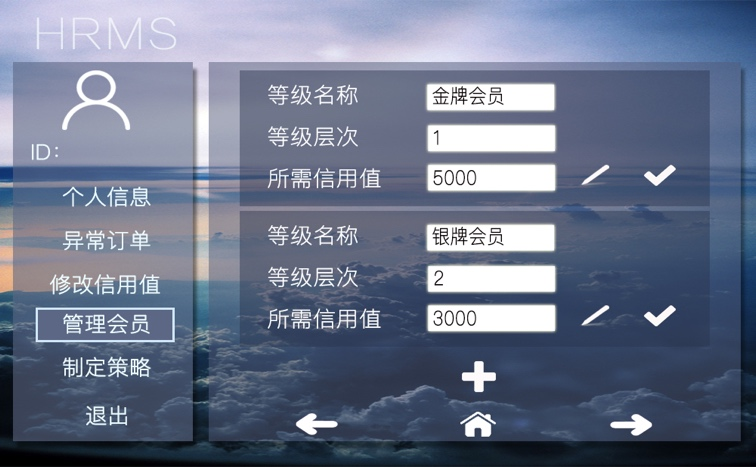 HRMS
ID:
个人信息
异常订单
修改信用值
管理会员
制定策略
退出
等级名称 金牌会员
等级层次 1
所需信用值 5000
等级名称 银牌会员
等级层次 2
所需信用值 3000